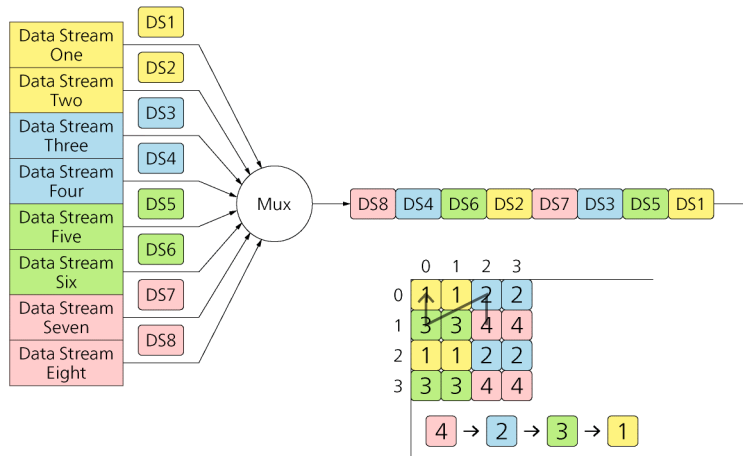 Data Stream
One
Data Stream
Two
Data Stream
Three
Data Stream
Four
Data Stream
Five
Data Stream
Six
Data Stream
Seven
Data Stream
Eight
DS1
DS2
DS3
DS4
DS5
DS6
DS7
DS8
Mux
DS8 DS4 DS6 DS2 DS7 DS3 DS5 DS1
0 1 2 3
0 1 1 2 2
1 3 3 4 4
2 1 1 2 2
3 3 3 4 4
4 → 2 → 3 → 1